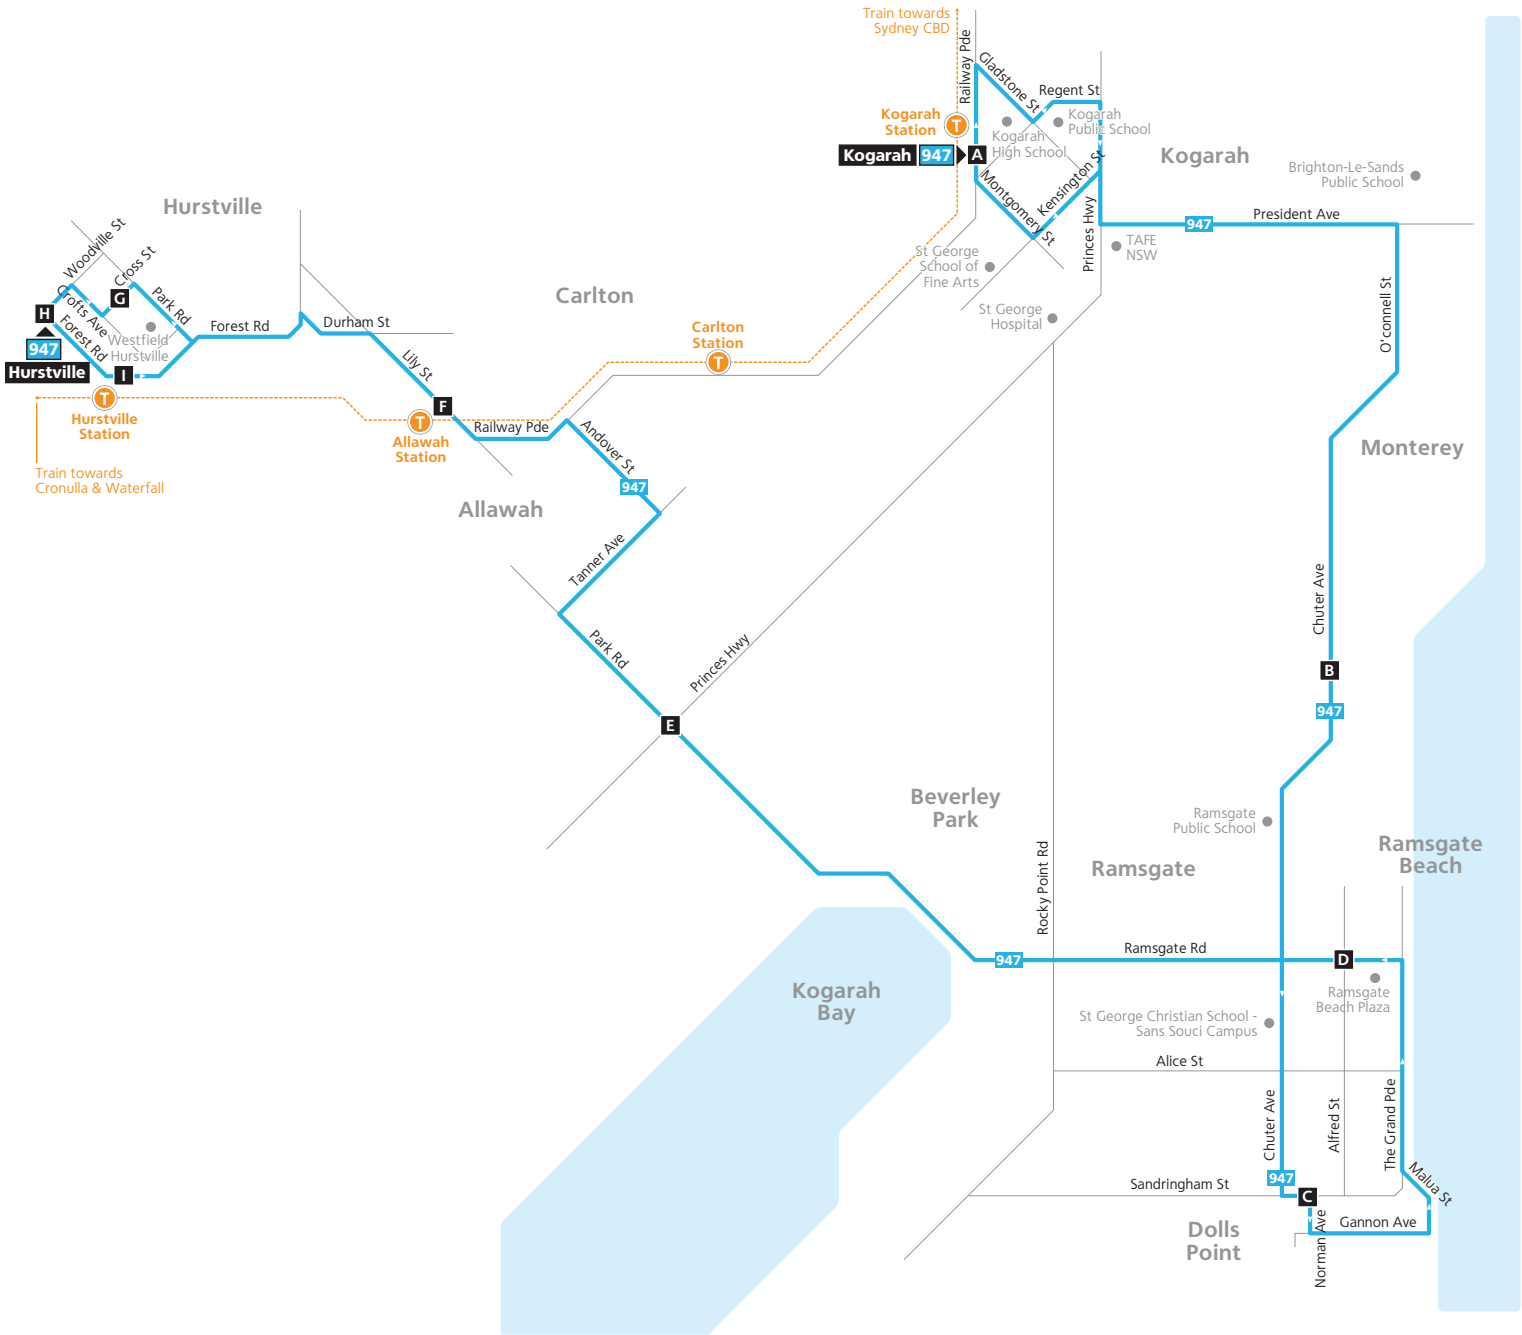 Train towards
Sydney CBD
Railway Pde
Gladstone St
Regent St
Kogarah
Station
T
Kogarah
Public School
Kogarah
High School
Kogarah 947
A
Kogarah
Kensington St
Montgomery St
Princes Hwy
Brighton-Le-Sands
Public School
947
President Ave
TAFE
NSW
St George
School of
Fine Arts
St George
Hospital
O'connell St
Hurstville
Woodville St
Cross St
G
Park Rd
H
Crofts Ave
Forest Rd
947
Hurstville
I
Westfield
Hurstville
Forest Rd
Durham St
Lily St
T
Hurstville
Station
Train towards
Cronulla & Waterfall
Carlton
Carlton
Station
T
F
T
Allawah
Station
Railway Pde
Andover St
947
Allawah
Tanner Ave
Park Rd
Princes Hwy
E
Monterey
Chuter Ave
B
947
Beverley
Park
Ramsgate
Public School
Ramsgate
Ramsgate
Beach
Rocky Point Rd
947
Ramsgate Rd
D
Ramsgate
Beach Plaza
Kogarah
Bay
St George Christian School -
Sans Souci Campus
Alice St
Chuter Ave
Alfred St
The Grand Pde
Malua St
947
Sandringham St
C
Norman Ave
Gannon Ave
Dolls
Point